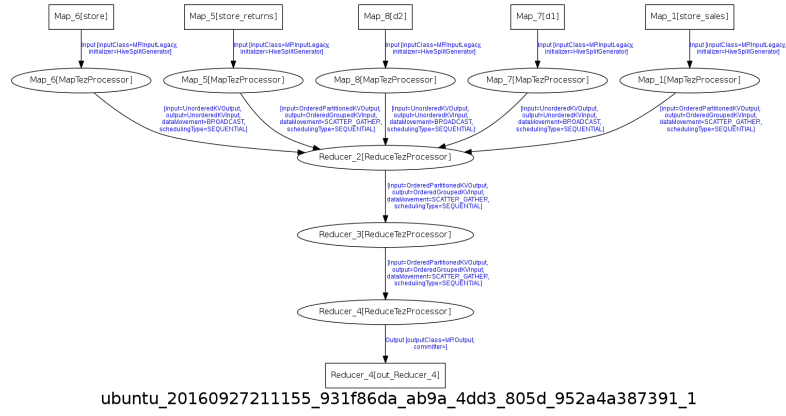 Map_6[store]
Map_5[store_returns]
Map_8[d2]
Map_7[d1]
Map_1[store_sales]
Input [inputClass=MRInputLegacy,
initializer=HiveSplitGenerator]
Input [inputClass=MRInputLegacy,
initializer=HiveSplitGenerator]
Input [inputClass=MRInputLegacy,
initializer=HiveSplitGenerator]
Input [inputClass=MRInputLegacy,
initializer=HiveSplitGenerator]
Input [inputClass=MRInputLegacy,
initializer=HiveSplitGenerator]
Map_6[MapTezProcessor]
Map_5[MapTezProcessor]
Map_8[MapTezProcessor]
Map_7[MapTezProcessor]
Map_1[MapTezProcessor]
[input=UnorderedKVOutput,
output=UnorderedKVInput,
dataMovement=BROADCAST,
schedulingType=SEQUENTIAL]
[input=OrderedPartitionedKVOutput,
output=OrderedGroupedKVInput,
dataMovement=SCATTER_GATHER,
schedulingType=SEQUENTIAL]
[input=UnorderedKVOutput,
output=UnorderedKVInput,
dataMovement=BROADCAST,
schedulingType=SEQUENTIAL]
[input=UnorderedKVOutput,
output=UnorderedKVInput,
dataMovement=BROADCAST,
schedulingType=SEQUENTIAL]
[input=OrderedPartitionedKVOutput,
output=OrderedGroupedKVInput,
dataMovement=SCATTER_GATHER,
schedulingType=SEQUENTIAL]
Reducer_2[ReduceTezProcessor]
[input=OrderedPartitionedKVOutput,
output=OrderedGroupedKVInput,
dataMovement=SCATTER_GATHER,
schedulingType=SEQUENTIAL]
Reducer_3[ReduceTezProcessor]
[input=OrderedPartitionedKVOutput,
output=OrderedGroupedKVInput,
dataMovement=SCATTER_GATHER,
schedulingType=SEQUENTIAL]
Reducer_4[ReduceTezProcessor]
Output [outputClass=MROutput,
committer=]
Reducer_4[out_Reducer_4]
ubuntu_20160927211155_931f86da_ab9a_4dd3_805d_952a4a387391_1